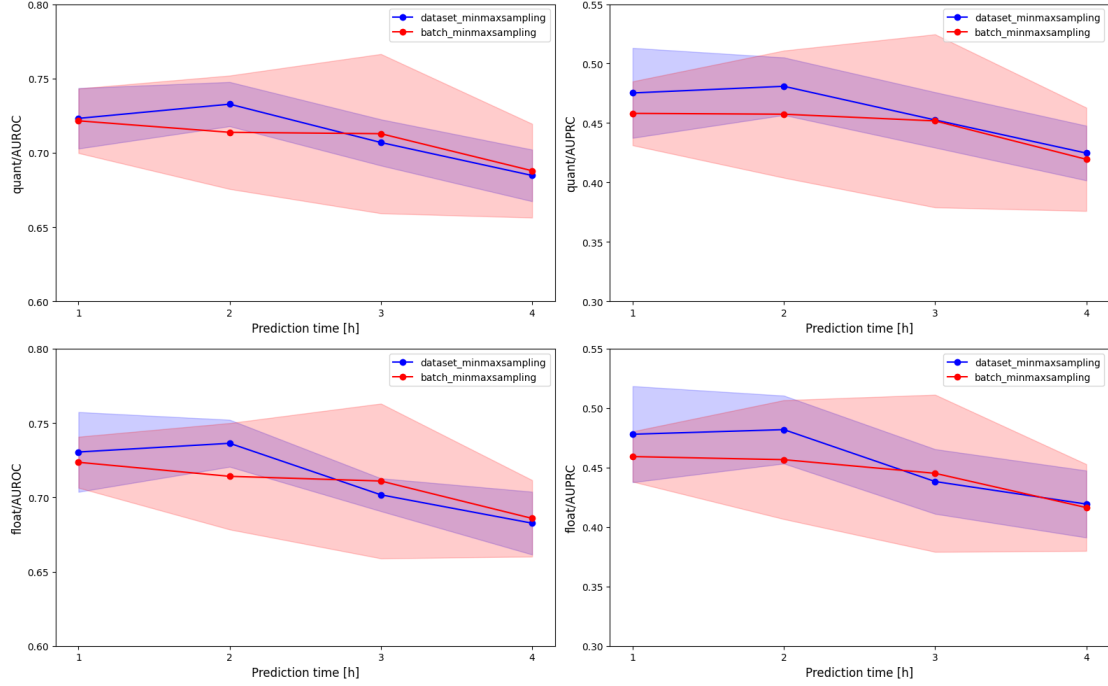 0.80
0.75
0.70
0.65
0.60
quant/AUROC
dataset_minmaxsampling
batch_minmaxsampling
1 2 3 4
Prediction time [h]
0.55
0.50
0.45
0.40
0.35
0.30
quant/AUPRC
dataset_minmaxsampling
batch_minmaxsampling
1 2 3 4
Prediction time [h]
0.80
0.75
0.70
0.65
0.60
float/AUROC
dataset_minmaxsampling
batch_minmaxsampling
1 2 3 4
Prediction time [h]
0.55
0.50
0.45
0.40
0.35
0.30
float/AUPRC
dataset_minmaxsampling
batch_minmaxsampling
1 2 3 4
Prediction time [h]